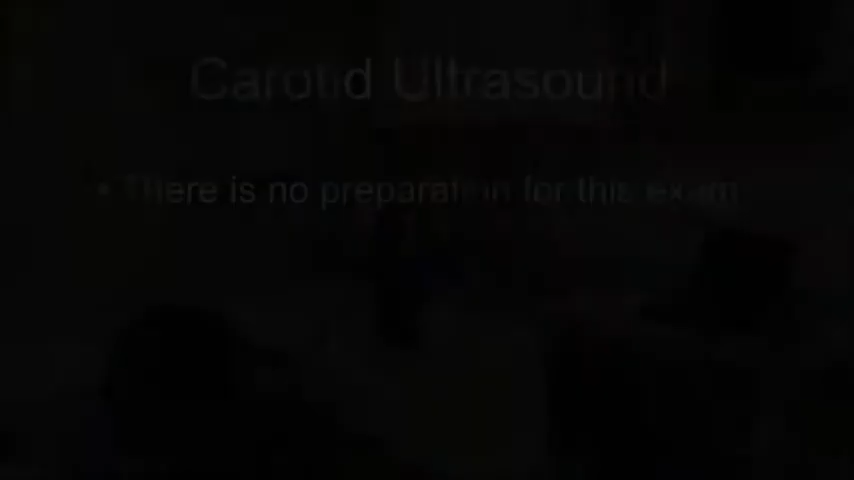 Carotid Ultrasound
• There is no preparation for this exam